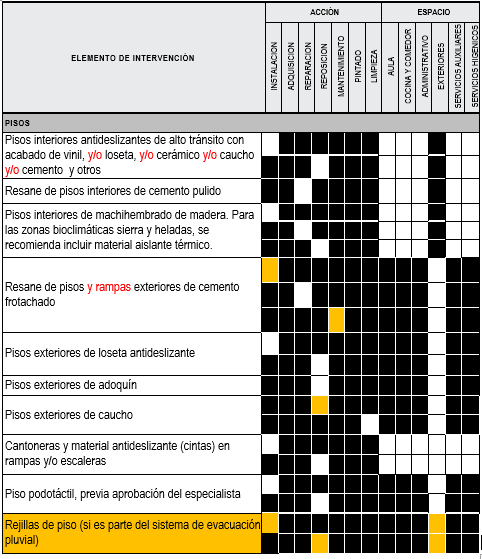 ELEMENTO DE INTERVENCIÓN
ACCIÓN
ESPACIO
INSTALACION
ADQUISICION
REPARACION
REPOSICION
MANTENIMIENTO
PINTADO
LIMPIEZA
AULA
COCINA Y COMEDOR
ADMINISTRATIVO
EXTERIORES
SERVICIOS AUXILARES
SERVICIOS HIGIENICOS
PISOS
Pisos interiores antideslizantes de alto tránsito con
acabado de vinil, y/o loseta, y/o cerámico y/o caucho
y/o cemento y otros
Resane de pisos interiores de cemento pulido
Pisos interiores de machihembrado de madera. Para
las zonas bioclimáticas sierra y heladas, se
recomienda incluir material aislante térmico.
Resane de pisos y rampas exteriores de cemento
frotachado
Pisos exteriores de loseta antideslizante
Pisos exteriores de adoquín
Pisos exteriores de caucho
Cantoneras y material antideslizante (cintas) en
rampas y/o escaleras
Piso podotáctil, previa aprobación del especialista
Rejillas de piso (si es parte del sistema de evacuación
pluvial)